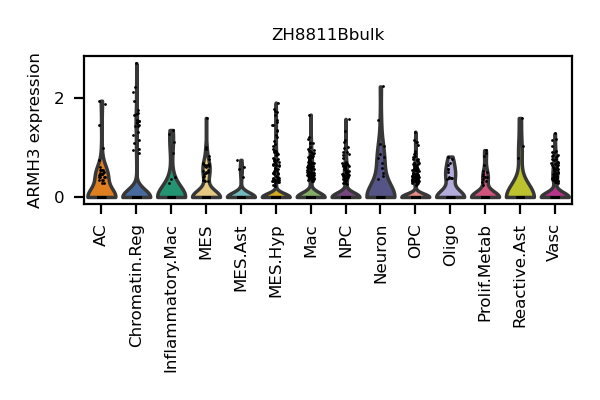 ZH8811Bbulk
ARMH3 expression
2
0
AC
Chromatin.Reg
Inflammatory.Mac
MES
MES.Ast
MES.Hyp
Mac
NPC
Neuron
OPC
Oligo
Prolif.Metab
Reactive.Ast
Vasc